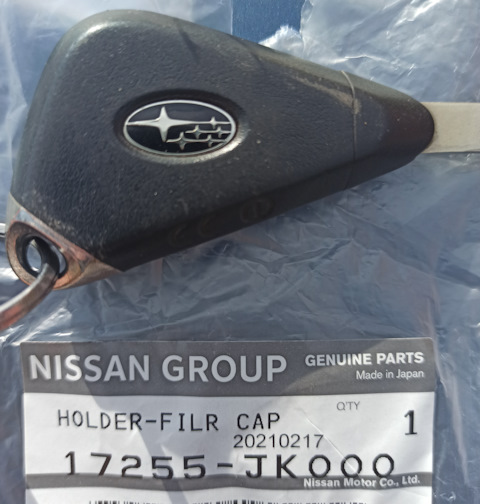 NISSAN GROUP GENUINE PARTS
Made in Japan
HOLDER-FILR CAP Q'TY 1
20210217
17255-JK000
Nissan Motor Co., Ltd.